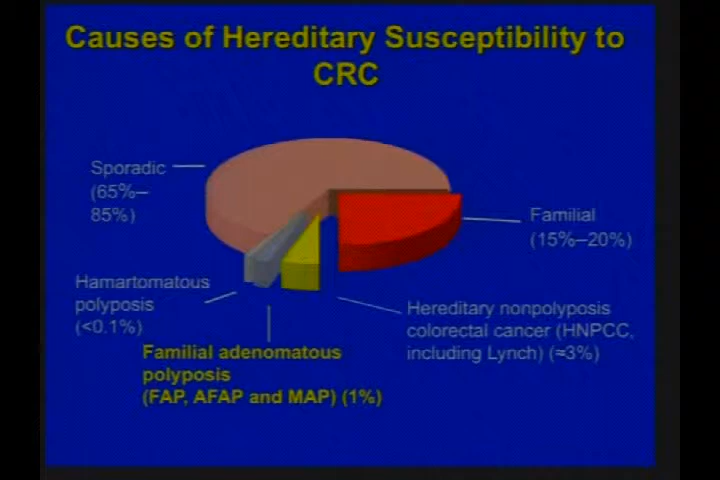 Causes of Hereditary Susceptibility to
CRC
Sporadic
(65%–
85%)
Familial
(15%–20%)
Hamartomatous
polyposis
(<0.1%)
Hereditary nonpolyposis
colorectal cancer (HNPCC,
including Lynch) (≈3%)
Familial adenomatous
polyposis
(FAP, AFAP and MAP) (1%)